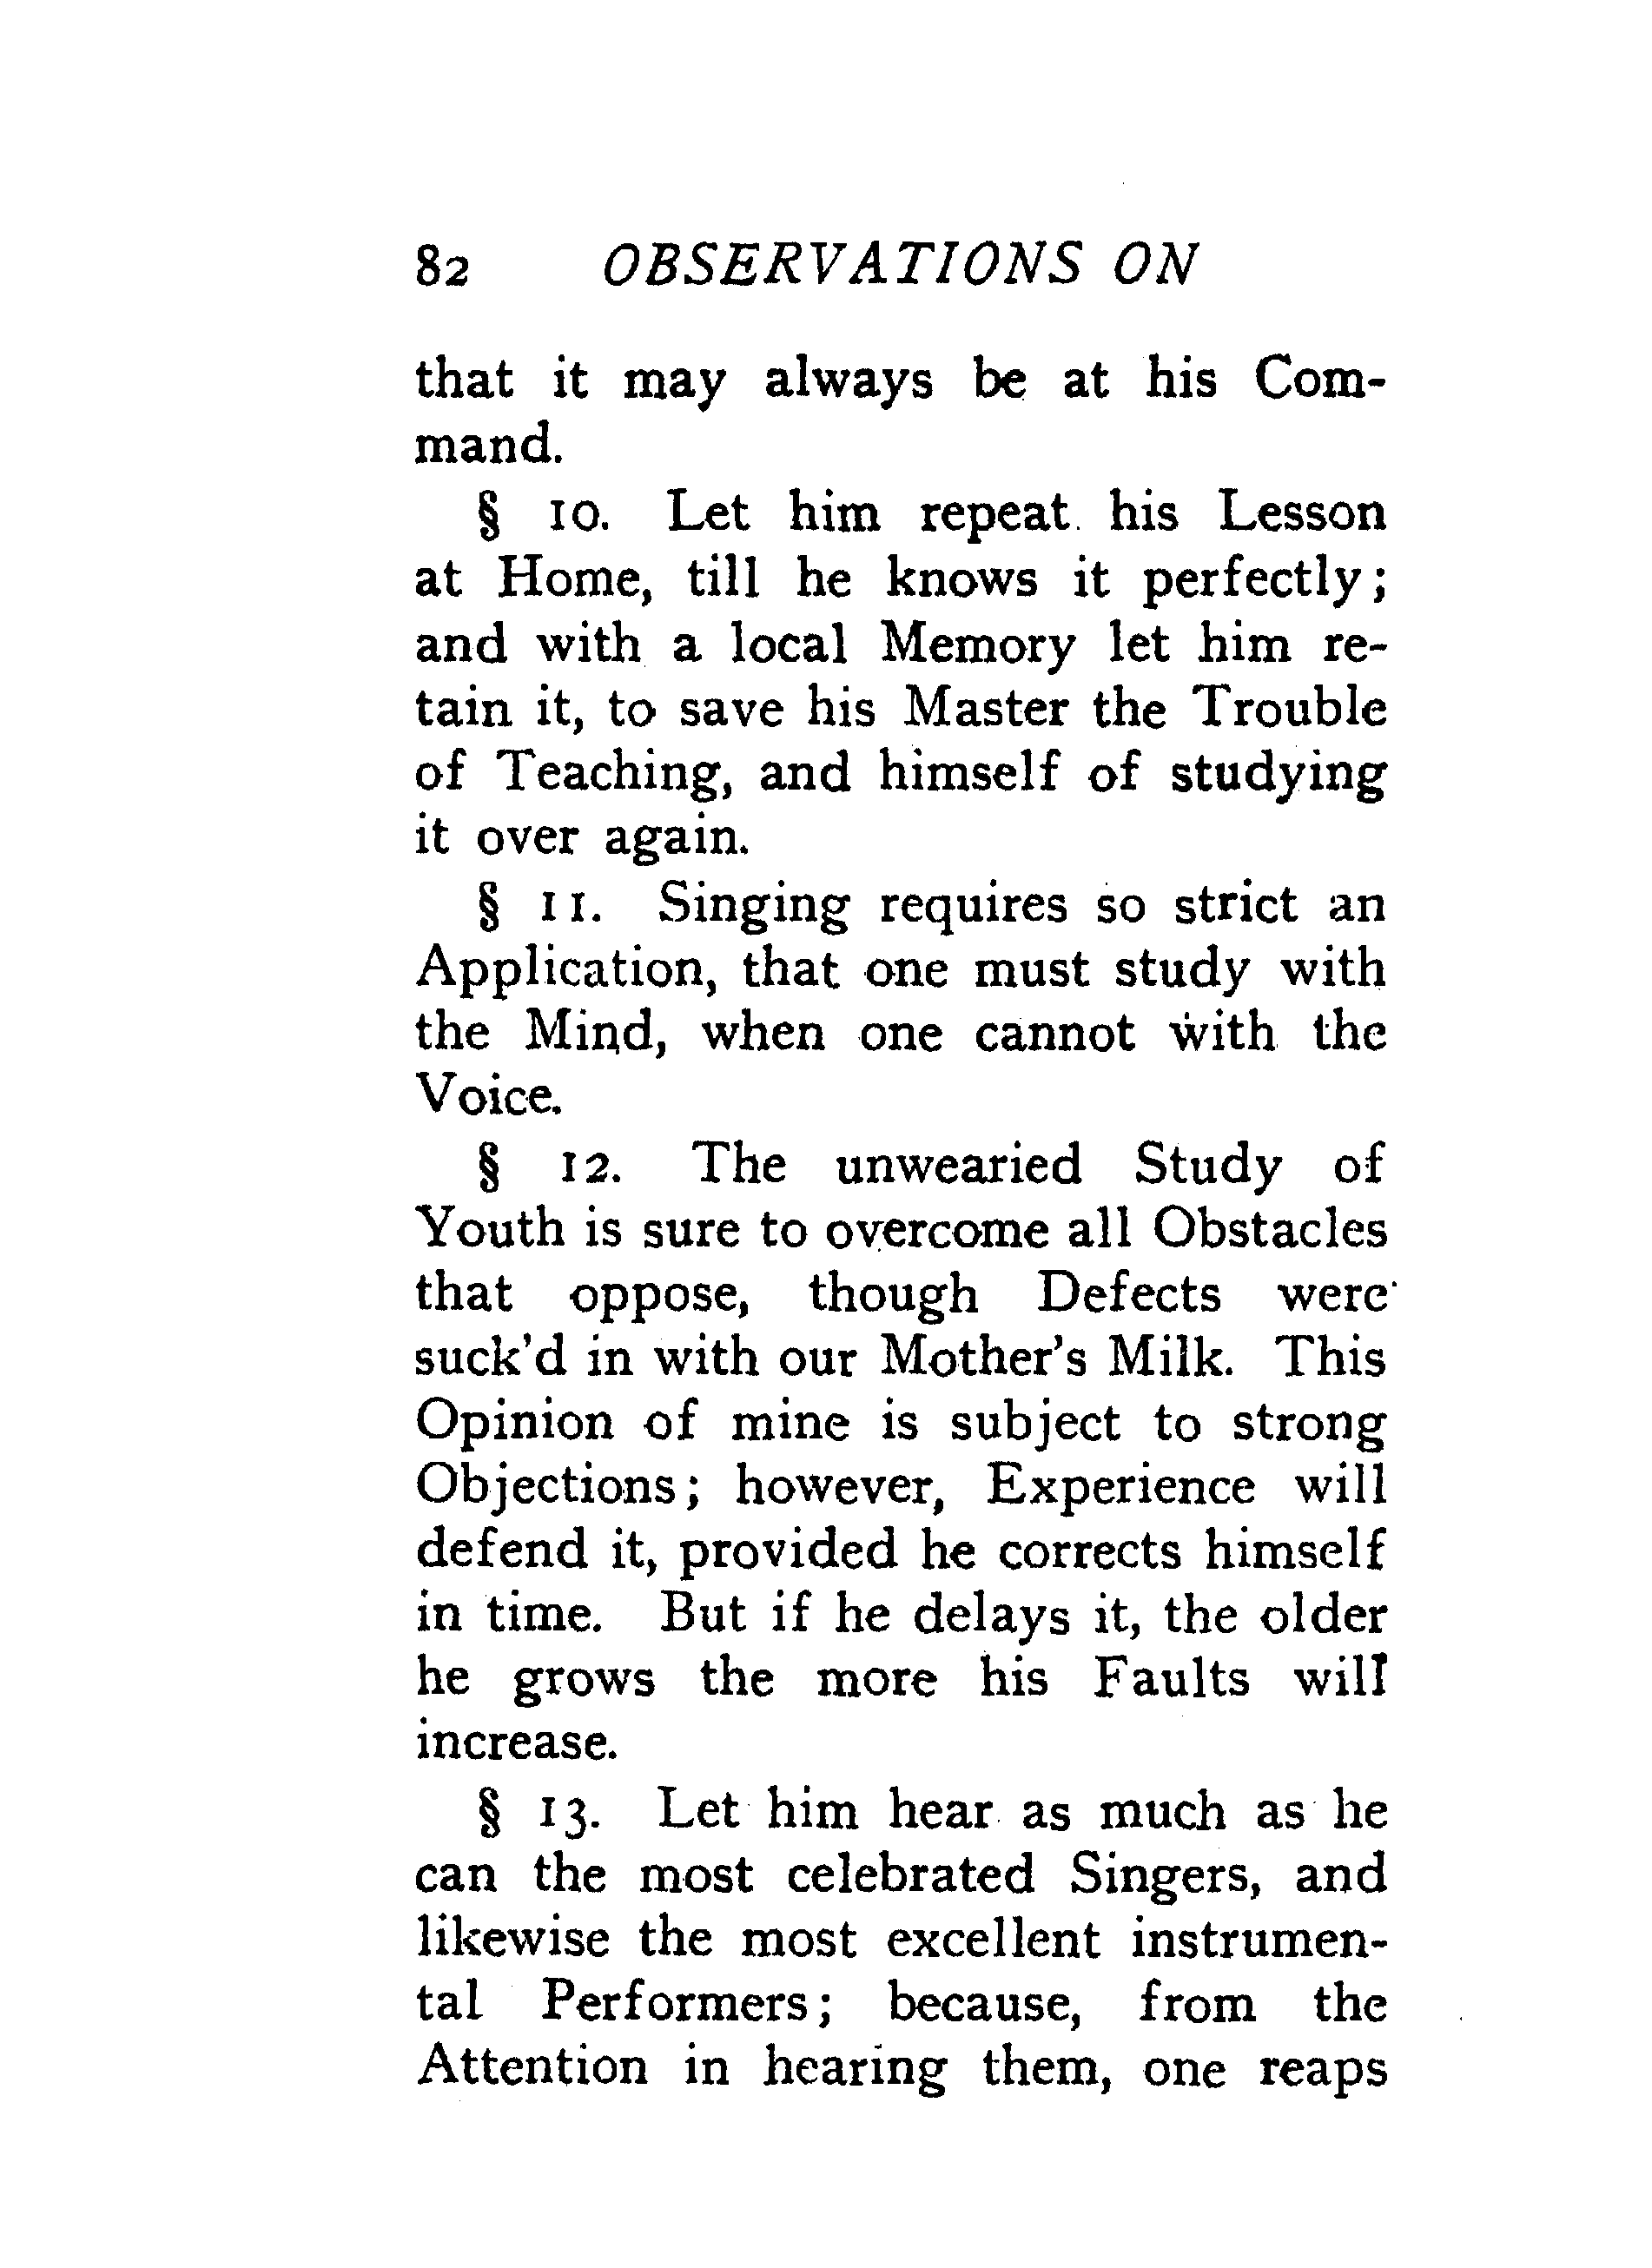 82 OBSERVATIONS ON
that it may always be at his Com-
mand.
§ 10. Let him repeat his Lesson
at Home, till he knows it perfectly;
and with a local Memory let him re-
tain it, to save his Master the Trouble
of Teaching, and himself of studying
it over again.
§ 11. Singing requires so strict an
Application, that one must study with
the Mind, when one cannot with the
Voice.
§ 12. The unwearied Study of
Youth is sure to overcome all Obstacles
that oppose, though Defects were
suck'd in with our Mother's Milk. This
Opinion of mine is subject to strong
Objections; however, Experience will
defend it, provided he corrects himself
in time. But if he delays it, the older
he grows the more his Faults will
increase.
§ 13. Let him hear as much as he
can the most celebrated Singers, and
likewise the most excellent instrumen-
tal Performers; because, from the
Attention in hearing them, one reaps